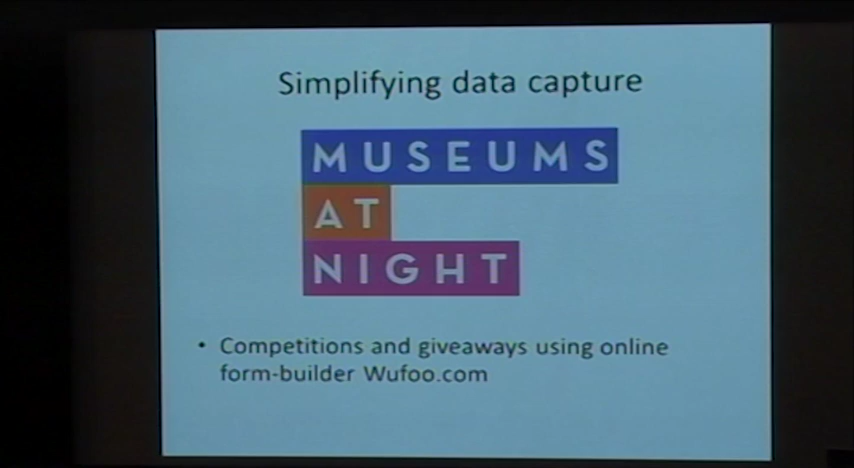 Simplifying data capture
MUSEUMS
AT
NIGHT
• Competitions and giveaways using online
form-builder Wufoo.com